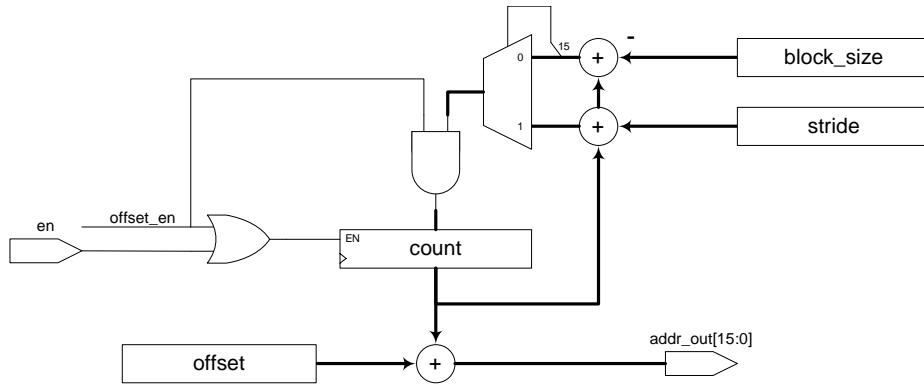 15
-
0
+
block_size
1
+
stride
offset_en
en
EN
count
addr_out[15:0]
offset
+